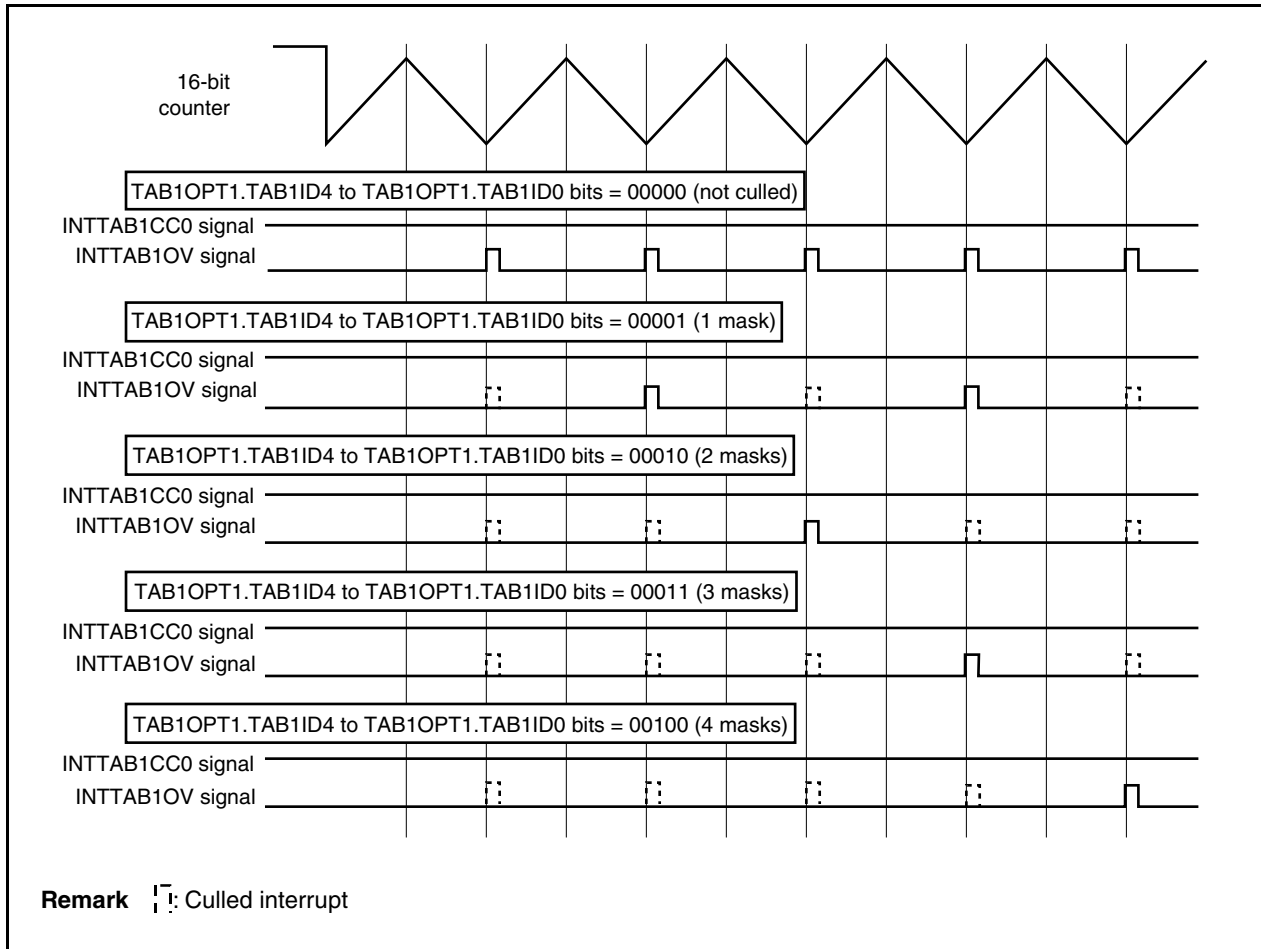 16-bit
counter
TAB1OPT1.TAB1ID4 to TAB1OPT1.TAB1ID0 bits = 00000 (not culled)
INTTAB1CC0 signal
INTTAB1OV signal
TAB1OPT1.TAB1ID4 to TAB1OPT1.TAB1ID0 bits = 00001 (1 mask)
INTTAB1CC0 signal
INTTAB1OV signal
TAB1OPT1.TAB1ID4 to TAB1OPT1.TAB1ID0 bits = 00010 (2 masks)
INTTAB1CC0 signal
INTTAB1OV signal
TAB1OPT1.TAB1ID4 to TAB1OPT1.TAB1ID0 bits = 00011 (3 masks)
INTTAB1CC0 signal
INTTAB1OV signal
TAB1OPT1.TAB1ID4 to TAB1OPT1.TAB1ID0 bits = 00100 (4 masks)
INTTAB1CC0 signal
INTTAB1OV signal
Remark : Culled interrupt